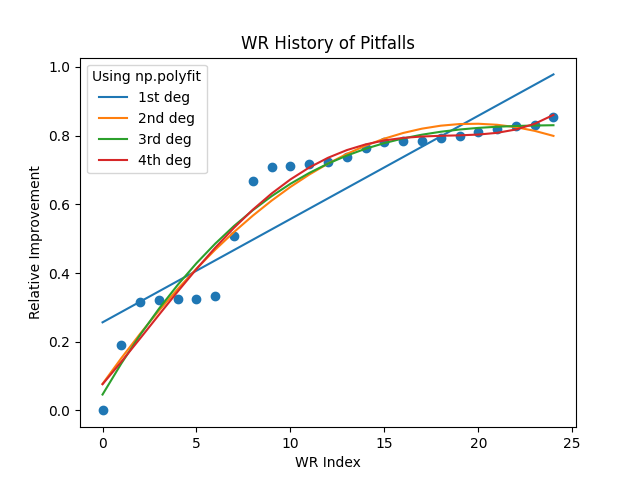 WR History of Pitfalls
Using np.polyfit
1st deg
2nd deg
3rd deg
4th deg
1.0
0.8
0.6
0.4
0.2
0.0
Relative Improvement
0
5
10
15
20
25
WR Index